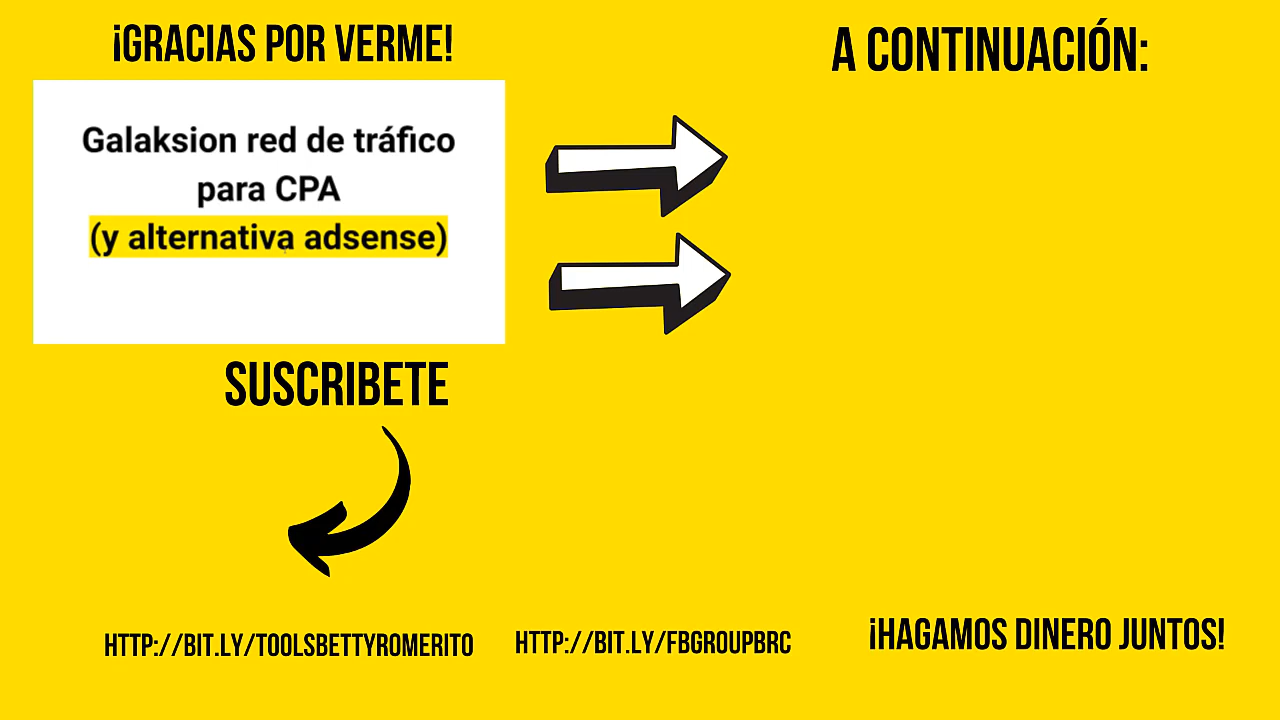 ¡GRACIAS POR VERME!
A CONTINUACIÓN:
Galaksion red de tráfico
para CPA
(y alternativa adsense)
SUSCRIBETE
HTTP://BIT.LY/TOOLSBETTYROMERITO
HTTP://BIT.LY/FBGROUPBRC
¡HAGAMOS DINERO JUNTOS!